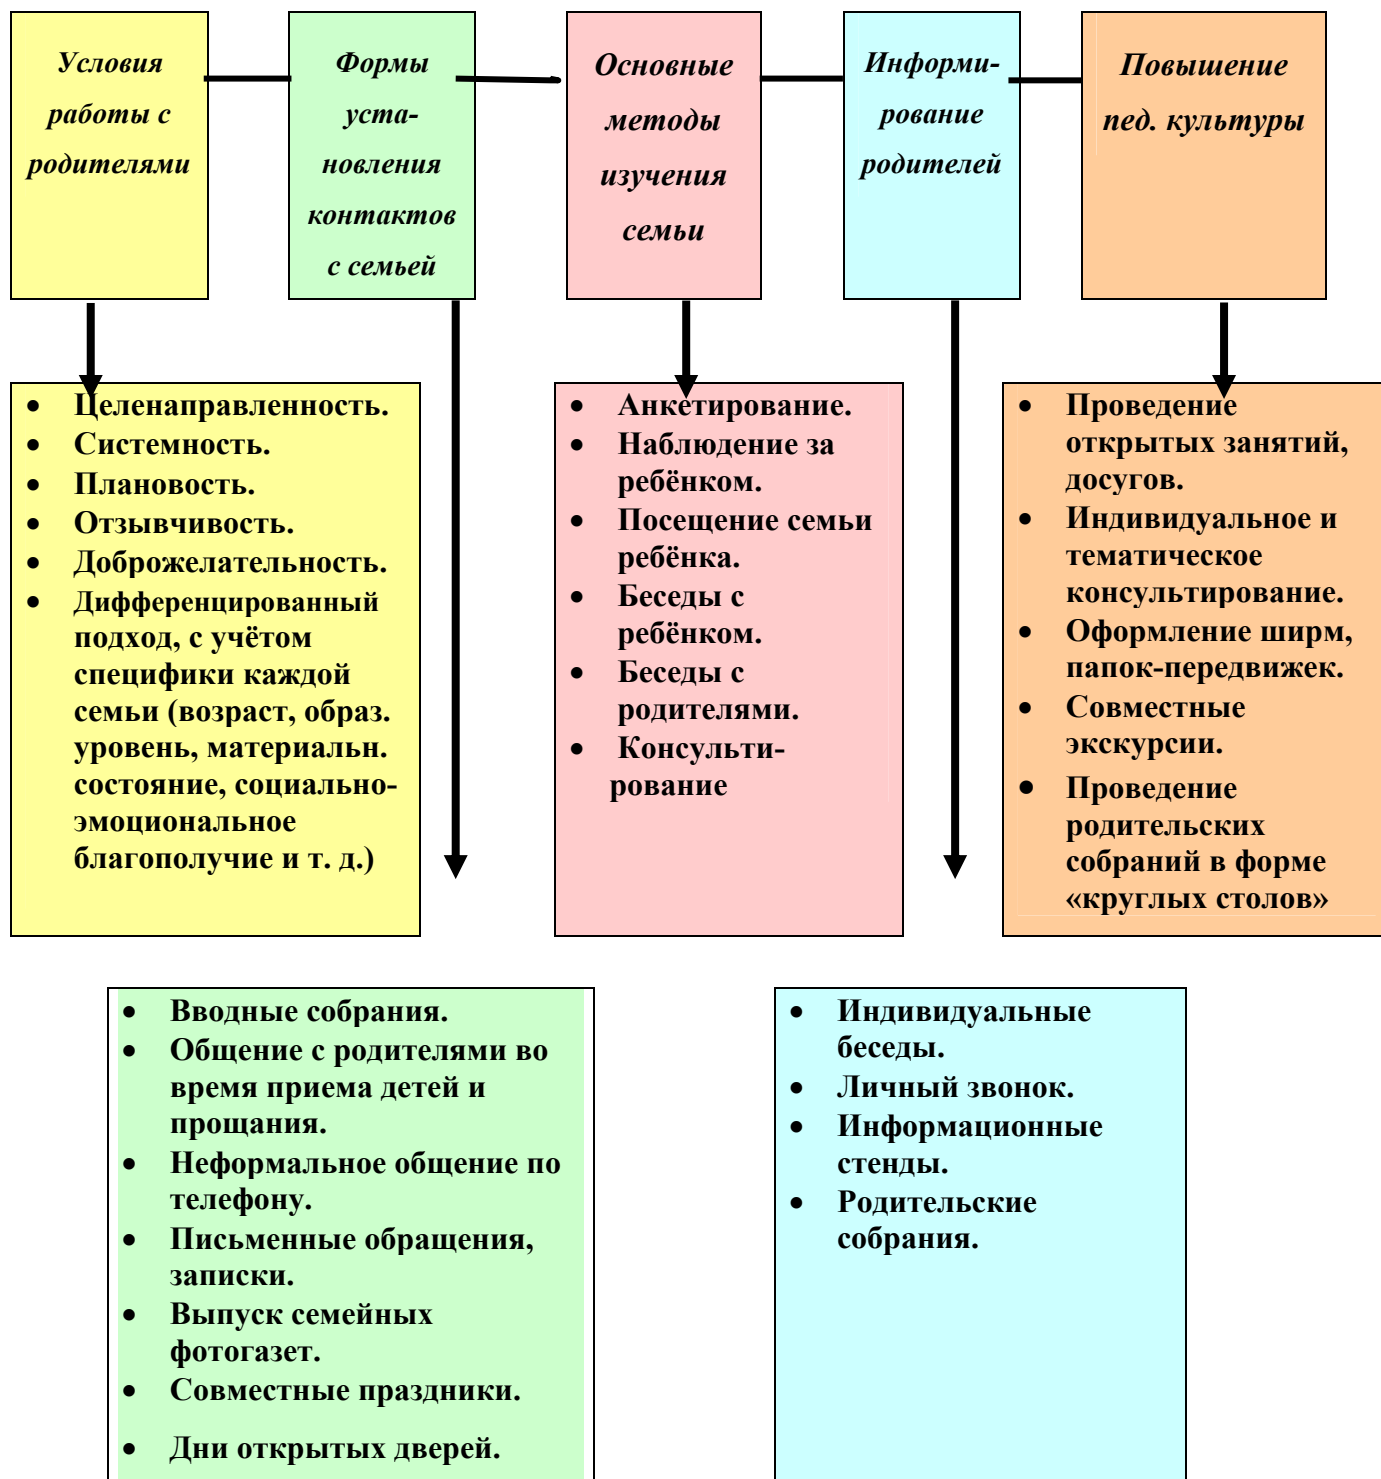 Условия
работы с
родителями
Формы
уста-
новления
контактов
с семьей
Основные
методы
изучения
семьи
Информи-
рование
родителей
Повышение
пед. культуры
• Целенаправленность.
• Системность.
• Плановость.
• Отзывчивость.
• Доброжелательность.
• Дифференцированный
подход, с учётом
специфики каждой
семьи (возраст, образ.
уровень, материальн.
состояние, социально-
эмоциональное
благополучие и т. д.)
• Анкетирование.
• Наблюдение за
ребёнком.
• Посещение семьи
ребёнка.
• Беседы с
ребёнком.
• Беседы с
родителями.
• Консульти-
рование
• Проведение
открытых занятий,
досугов.
• Индивидуальное и
тематическое
консультирование.
• Оформление ширм,
папок-передвижек.
• Совместные
экскурсии.
• Проведение
родительских
собраний в форме
«круглых столов»
• Вводные собрания.
• Общение с родителями во
время приема детей и
прощания.
• Неформальное общение по
телефону.
• Письменные обращения,
записки.
• Выпуск семейных
фотогазет.
• Совместные праздники.
• Дни открытых дверей.
• Индивидуальные
беседы.
• Личный звонок.
• Информационные
стенды.
• Родительские
собрания.